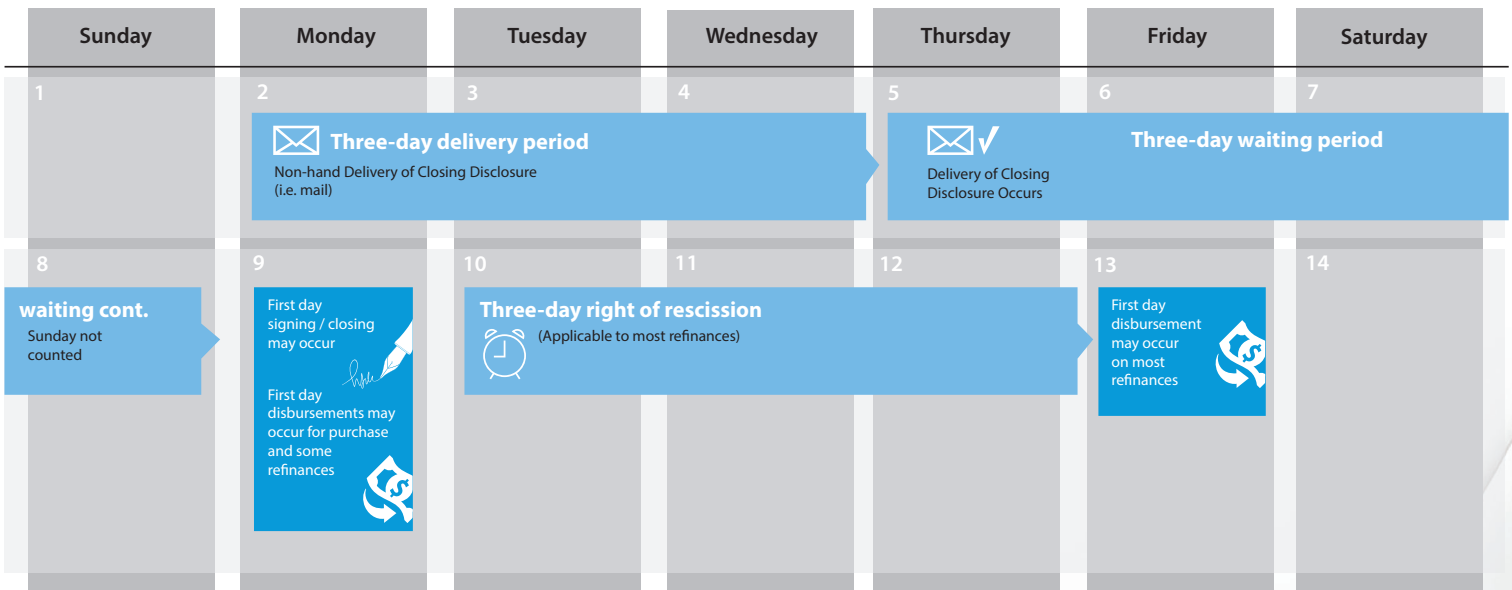 Sunday Monday Tuesday Wednesday Thursday Friday Saturday
1 2 3 4 5 6 7
Three-day delivery period
Non-hand Delivery of Closing Disclosure
(i.e. mail)
Three-day waiting period
Delivery of Closing
Disclosure Occurs
8 9 10 11 12 13 14
waiting cont.
Sunday not
counted
First day
signing / closing
may occur
First day
disbursements may
occur for purchase
and some
refinances
Three-day right of rescission
(Applicable to most refinances)
First day
disbursement
may occur
on most
refinances
$
$